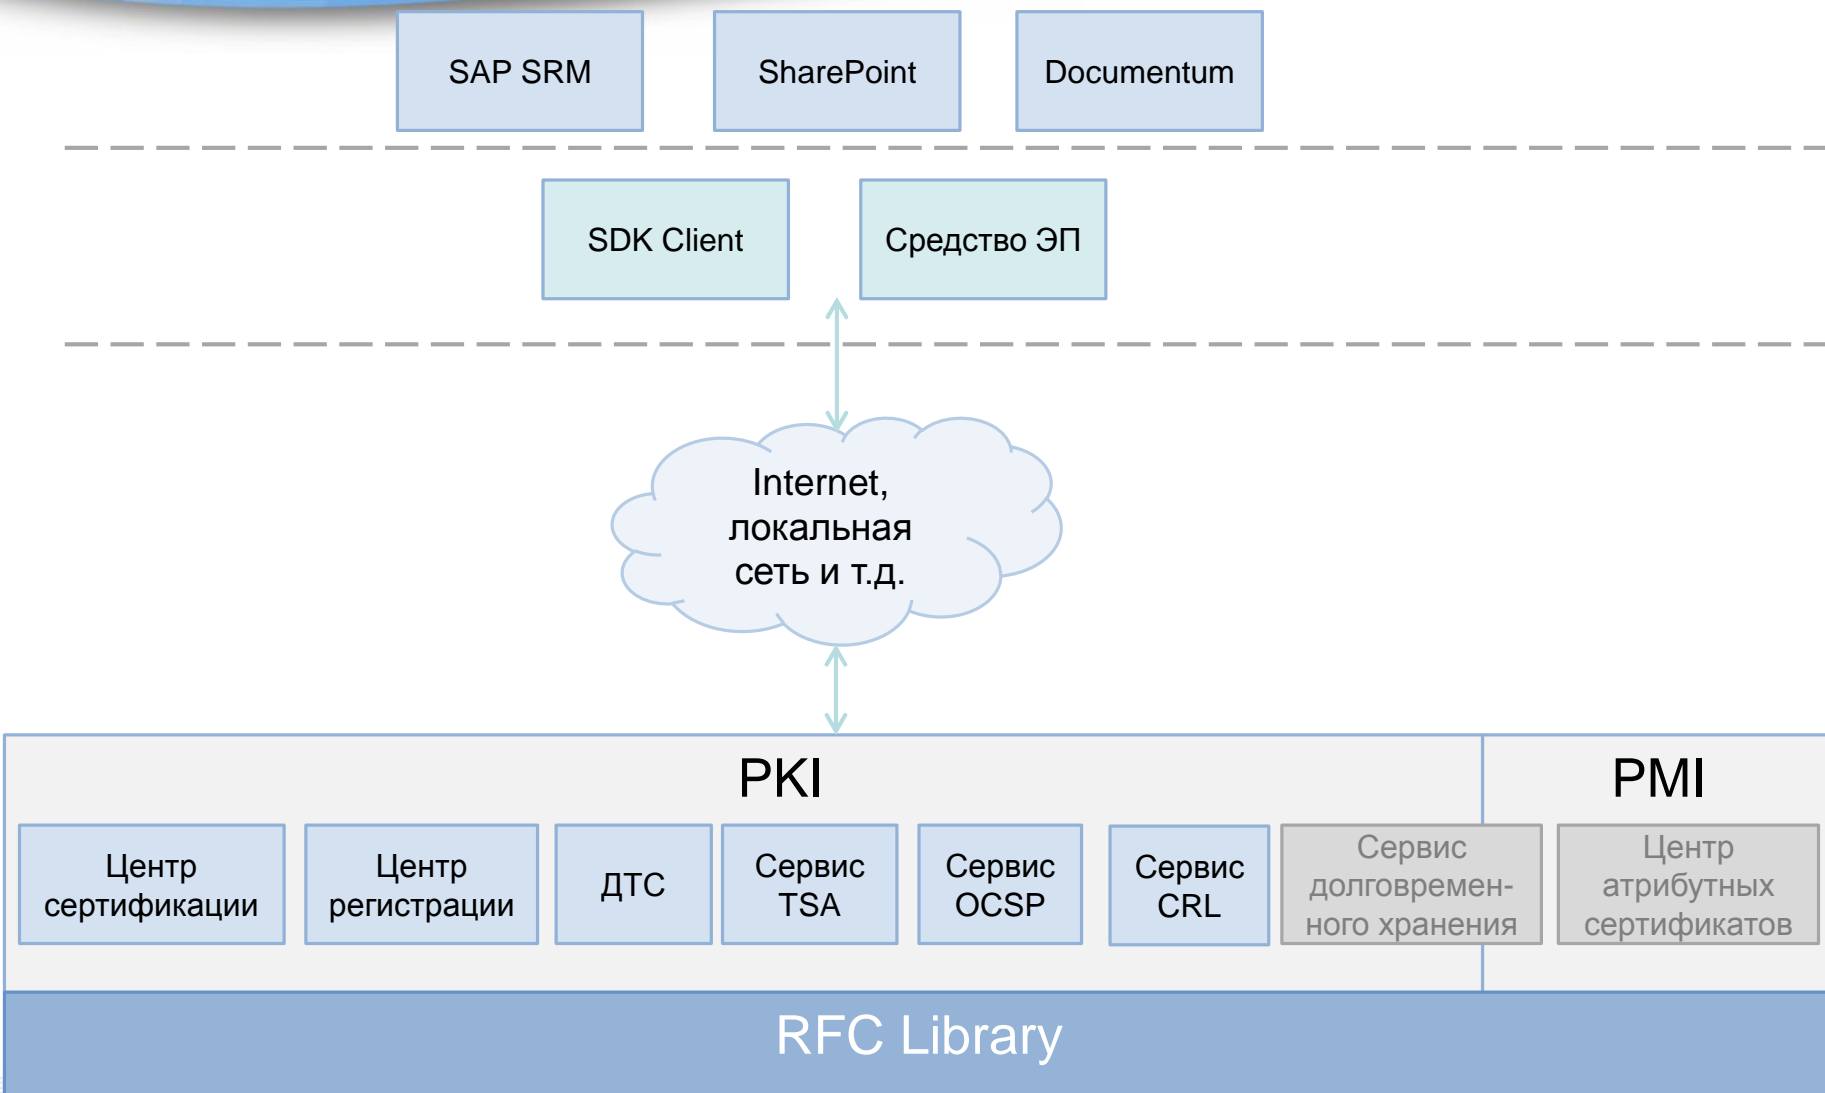 SAP SRM
SharePoint
Documentum
SDK Client
Средство ЭП
Internet,
локальная
сеть и т.д.
PKI
PMI
Центр
сертификации
Центр
регистрации
ДТС
Сервис
TSA
Сервис
OCSP
Сервис
CRL
Сервис
долговремен-
ного хранения
Центр
атрибутных
сертификатов
RFC Library